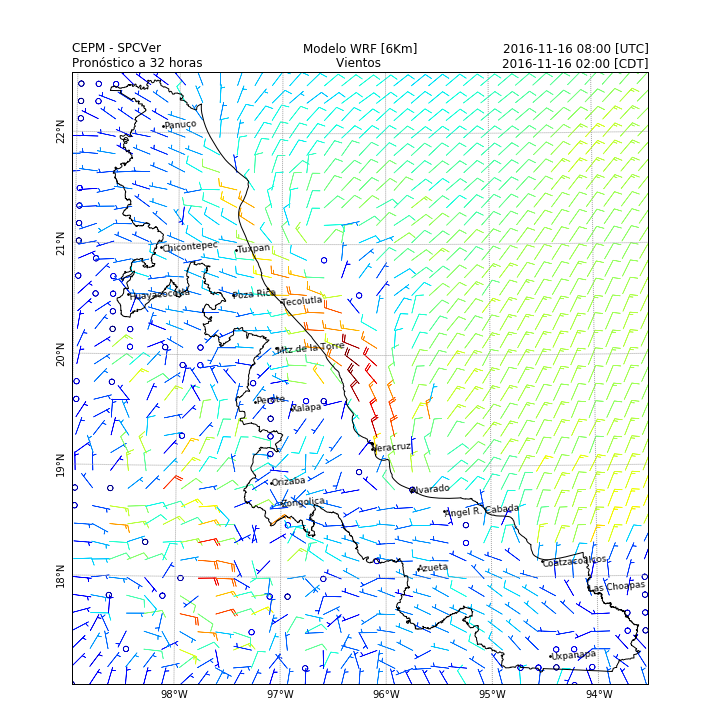 CEPM - SPCVer Modelo WRF [6Km] 2016-11-16 08:00 [UTC]
Pronóstico a 32 horas Vientos 2016-11-16 02:00 [CDT]
22°N
Panuco
21°N
Chicontepec
Tuxpan
Huayacocotla
Poza Rica
Tecolutla
20°N
Mtz de la Torre
Perote
Xalapa
Veracruz
19°N
Orizaba
Alvarado
Zongolica
Angel R. Cabada
18°N
Azueta
Coatzacoalcos
Las Choapas
Uxpanapa
98°W 97°W 96°W 95°W 94°W